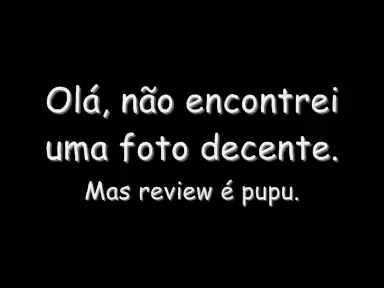 Olá, não encontrei
uma foto decente.
Mas review é pupu.